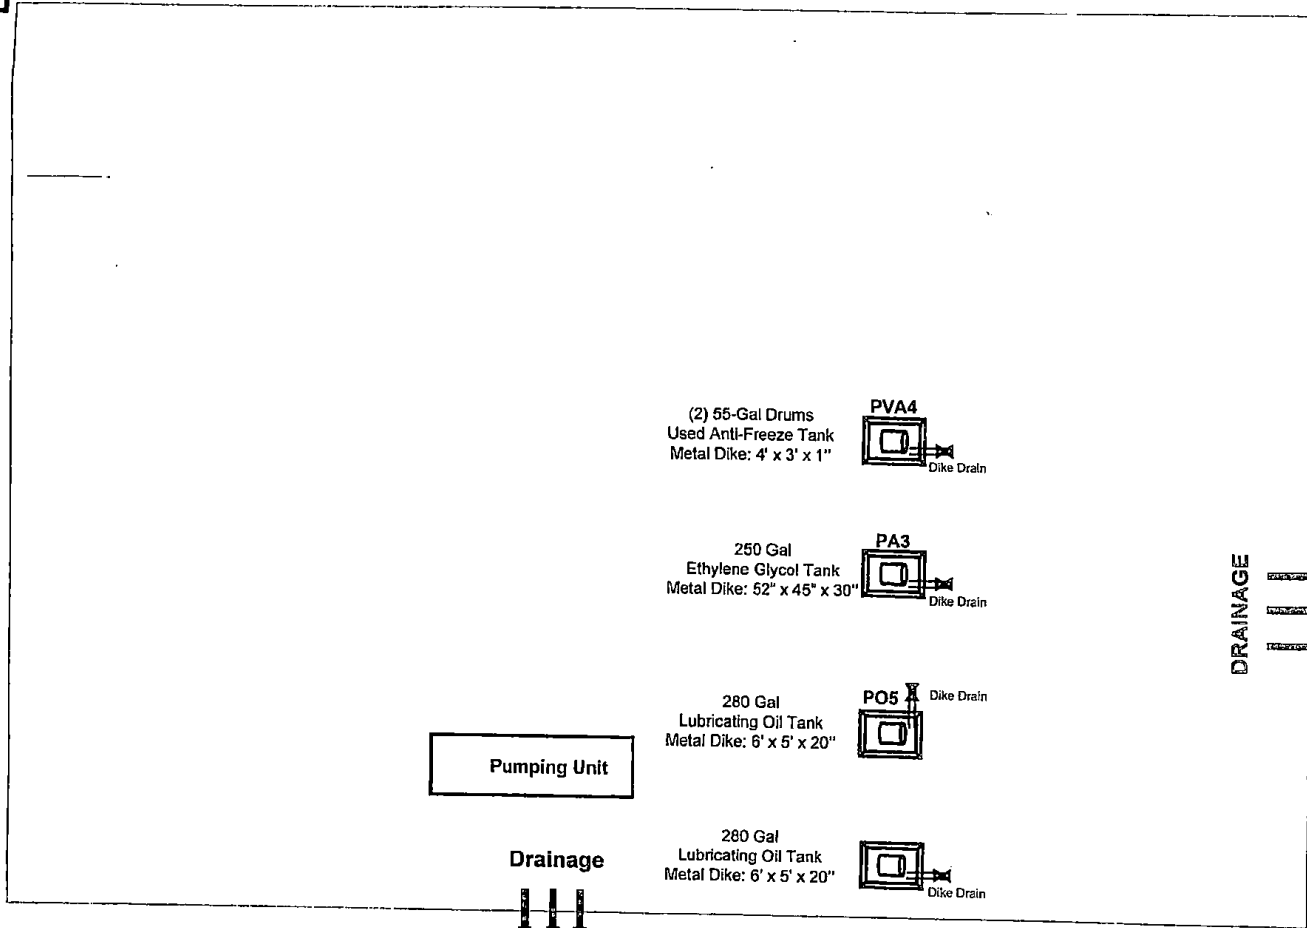 (2) 55-Gal Drums
Used Anti-Freeze Tank
Metal Dike: 4' x 3' x 1"
PVA4
Dike Drain
250 Gal
Ethylene Glycol Tank
Metal Dike: 52" x 45" x 30"
PA3
Dike Drain
DRAINAGE
280 Gal
Lubricating Oil Tank
Metal Dike: 6' x 5' x 20"
PO5
Dike Drain
Pumping Unit
280 Gal
Lubricating Oil Tank
Metal Dike: 6' x 5' x 20"
Dike Drain
Drainage